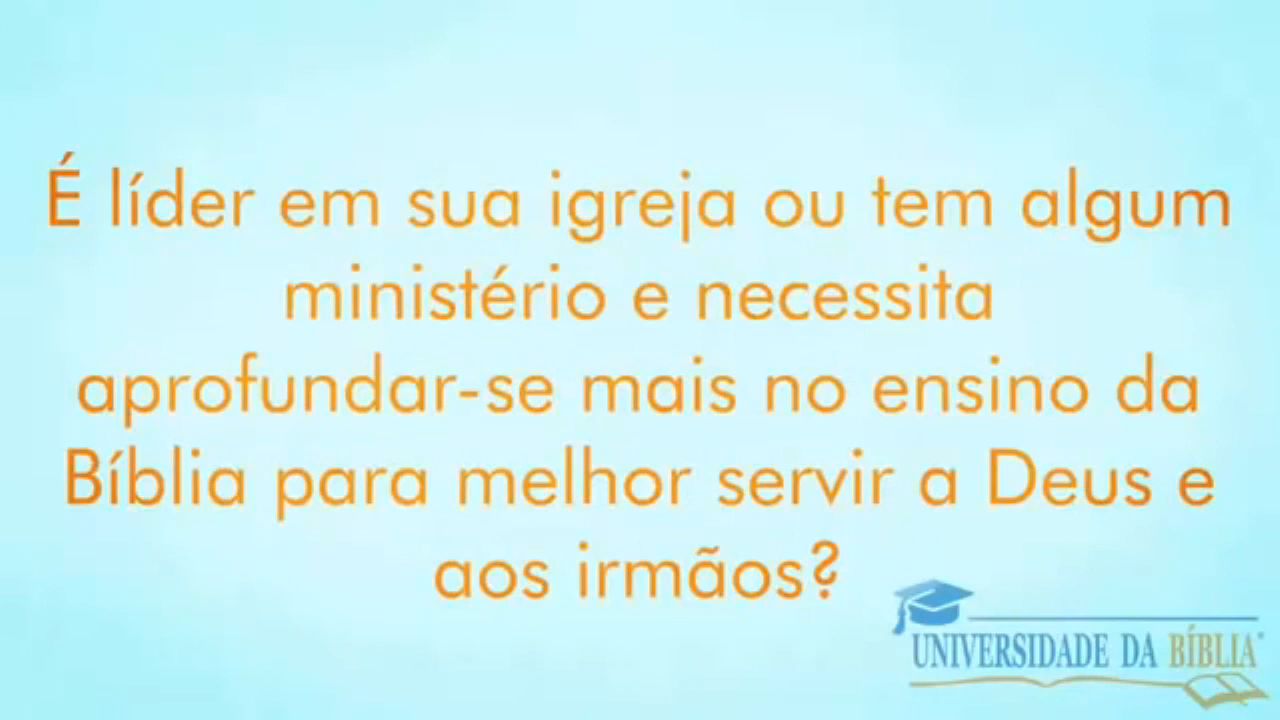 É líder em sua igreja ou tem algum
ministério e necessita
aprofundar-se mais no ensino da
Bíblia para melhor servir a Deus e
aos irmãos?
UNIVERSIDADE DA BÍBLIA®